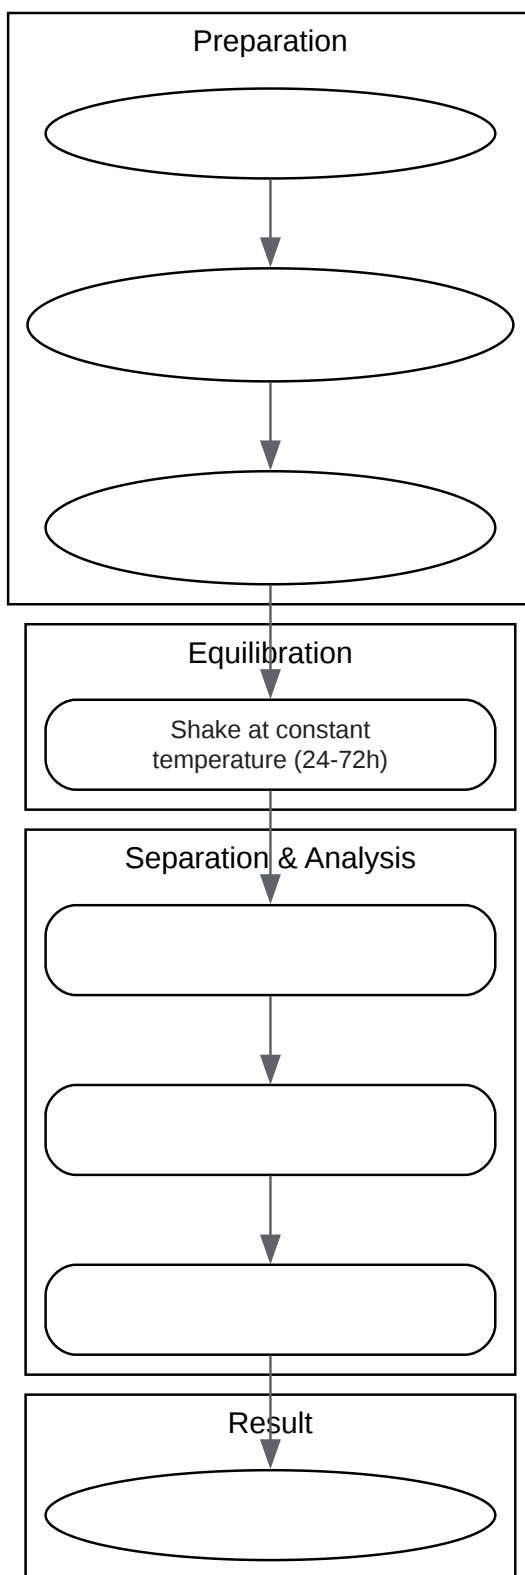 Preparation
Equilibration
Shake at constant
temperature (24-72h)
Separation & Analysis
Result